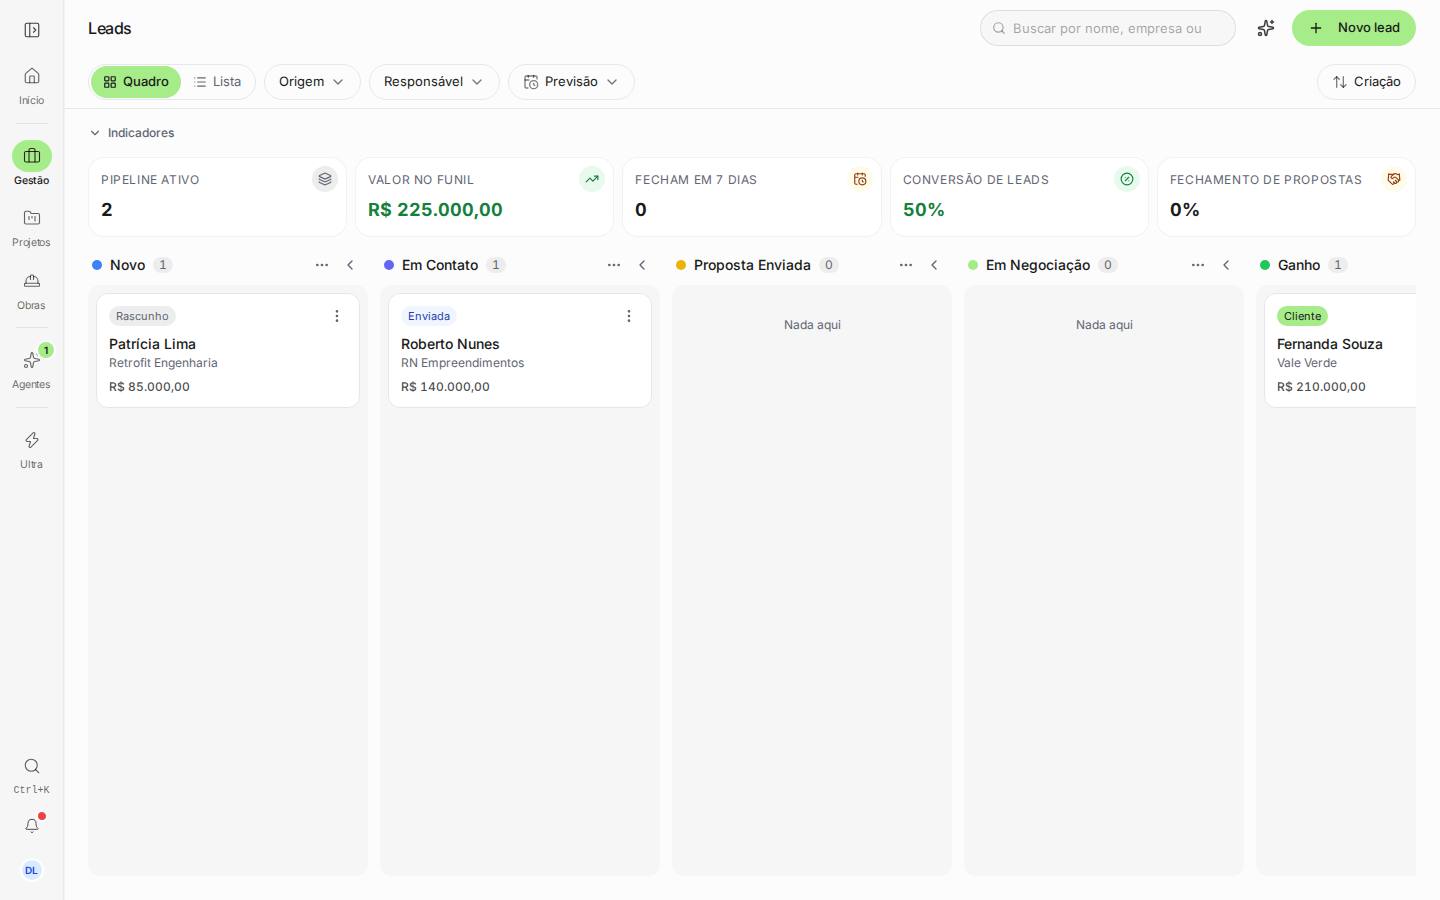 Leads
Buscar por nome, empresa ou
Novo lead
Quadro
Lista
Origem
Responsável
Previsão
Criação
Início
Gestão
Projetos
Obras
1
Agentes
Ultra
Ctrl+K
DL
Indicadores
PIPELINE ATIVO
2
VALOR NO FUNIL
R$ 225.000,00
FECHAM EM 7 DIAS
0
CONVERSÃO DE LEADS
50%
FECHAMENTO DE PROPOSTAS
0%
Novo 1
Rascunho
Patrícia Lima
Retrofit Engenharia
R$ 85.000,00
Em Contato 1
Enviada
Roberto Nunes
RN Empreendimentos
R$ 140.000,00
Proposta Enviada 0
Nada aqui
Em Negociação 0
Nada aqui
Ganho 1
Cliente
Fernanda Souza
Vale Verde
R$ 210.000,00